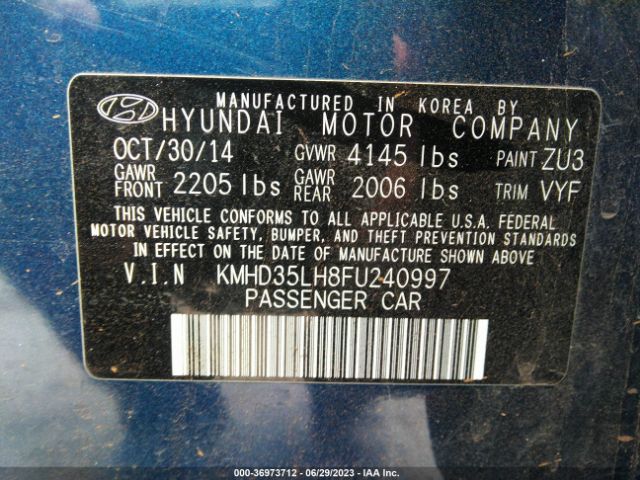 MANUFACTURED IN KOREA BY
HYUNDAI MOTOR COMPANY
OCT/30/14 GVWR 4145 lbs PAINT ZU3
GAWR FRONT 2205 lbs GAWR REAR 2006 lbs TRIM VYF
THIS VEHICLE CONFORMS TO ALL APPLICABLE U.S.A. FEDERAL
MOTOR VEHICLE SAFETY, BUMPER, AND THEFT PREVENTION STANDARDS
IN EFFECT ON THE DATE OF MANUFACTURE SHOWN ABOVE.
V.I.N KMHD35LH8FU240997
PASSENGER CAR
000-36973712 - 06/29/2023 - IAA Inc.